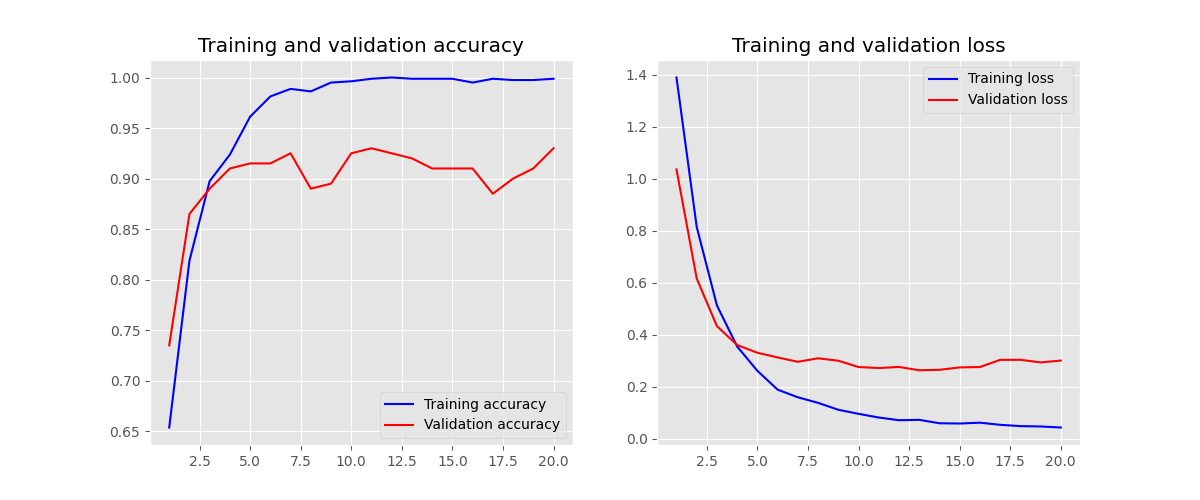 Training and validation accuracy
1.00
0.95
0.90
0.85
0.80
0.75
0.70
0.65
2.5 5.0 7.5 10.0 12.5 15.0 17.5 20.0
Training accuracy
Validation accuracy
Training and validation loss
1.4
1.2
1.0
0.8
0.6
0.4
0.2
0.0
2.5 5.0 7.5 10.0 12.5 15.0 17.5 20.0
Training loss
Validation loss